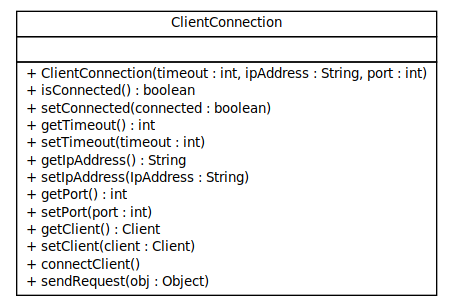 ClientConnection
+ ClientConnection(timeout : int, ipAddress : String, port : int)
+ isConnected() : boolean
+ setConnected(connected : boolean)
+ getTimeout() : int
+ setTimeout(timeout : int)
+ getIpAddress() : String
+ setIpAddress(IpAddress : String)
+ getPort() : int
+ setPort(port : int)
+ getClient() : Client
+ setClient(client : Client)
+ connectClient()
+ sendRequest(obj : Object)